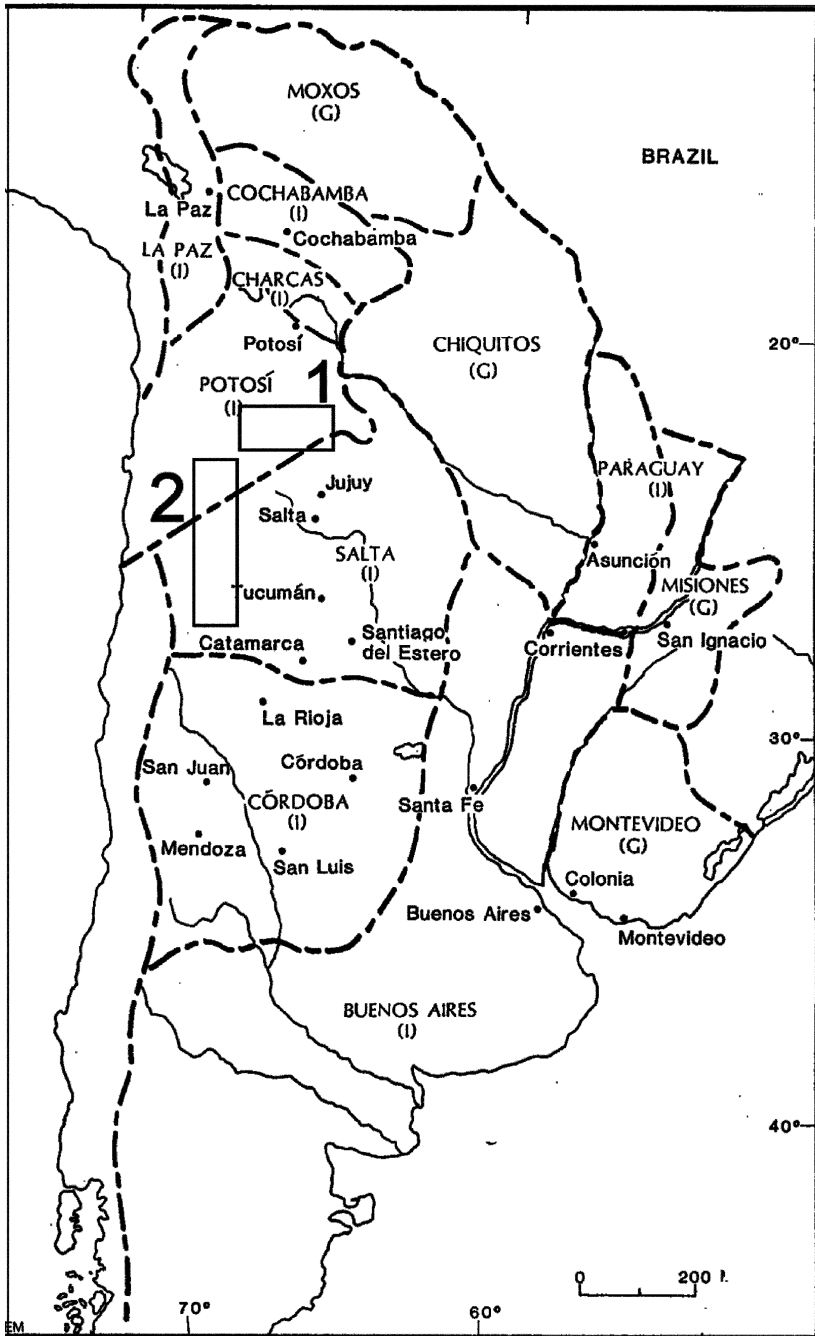 MOXOS
(G)
BRAZIL
La Paz
COCHABAMBA
(I)
Cochabamba
LA PAZ
(I)
CHARCAS
(I)
Potosí
CHIQUITOS
(G)
20°
POTOSÍ
(I)
1
2
Jujuy
Salta
PARAGUAY
(I)
SALTA
(I)
Asunción
Tucumán
MISIONES
(G)
Catamarca
Santiago
del Estero
Corrientes
San Ignacio
La Rioja
30°
San Juan
Córdoba
CÓRDOBA
(I)
Santa Fe
Mendoza
San Luis
MONTEVIDEO
(G)
Colonia
Buenos Aires
Montevideo
BUENOS AIRES
(I)
40°
0 200
70°
60°
EM